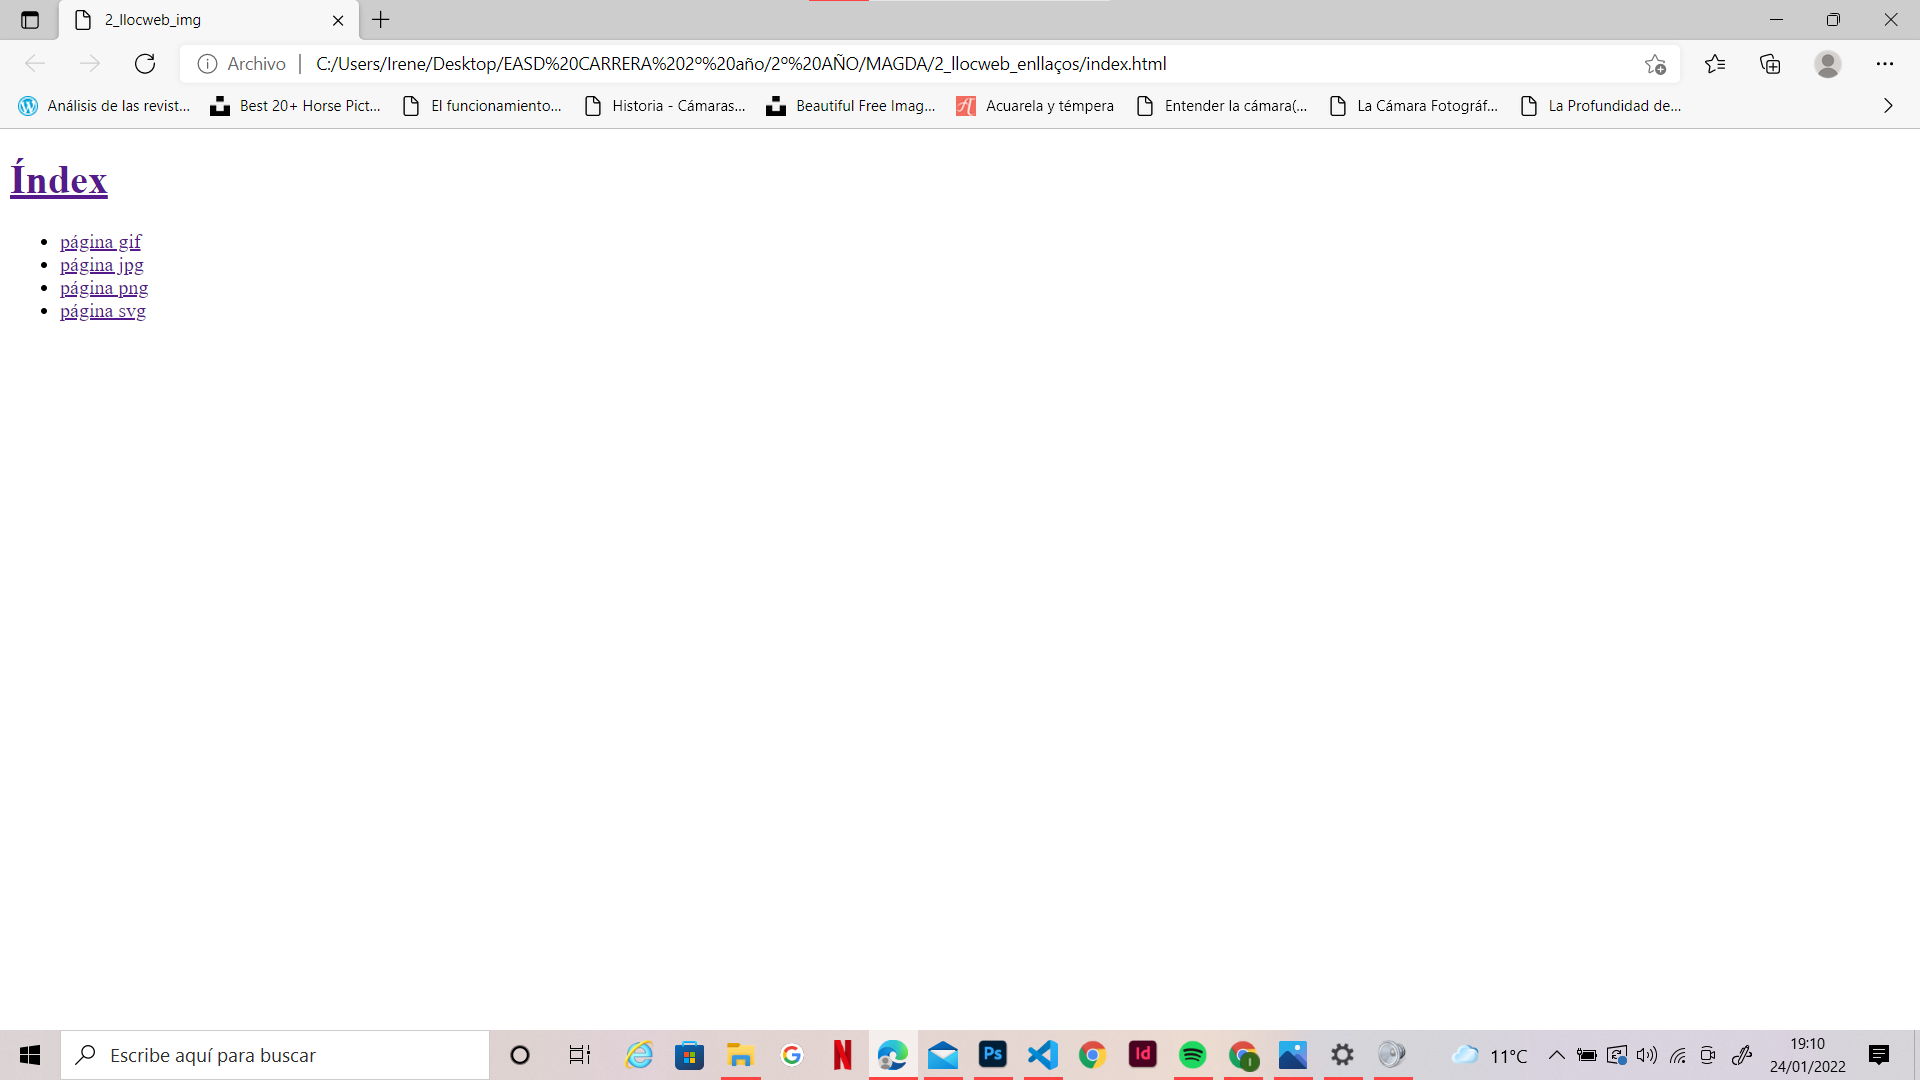 2_llocweb_img
Archivo C:/Users/Irene/Desktop/EASD%20CARRERA%202º%20año/2º%20AÑO/MAGDA/2_llocweb_enllaços/index.html
Análisis de las revist... Best 20+ Horse Pict... El funcionamiento... Historia - Cámaras... Beautiful Free Imag... Acuarela y témpera Entender la cámara(... La Cámara Fotográf... La Profundidad de...
Índex
página gif
página jpg
página png
página svg
Escribe aquí para buscar
Ps
Id
11°C
19:10
24/01/2022